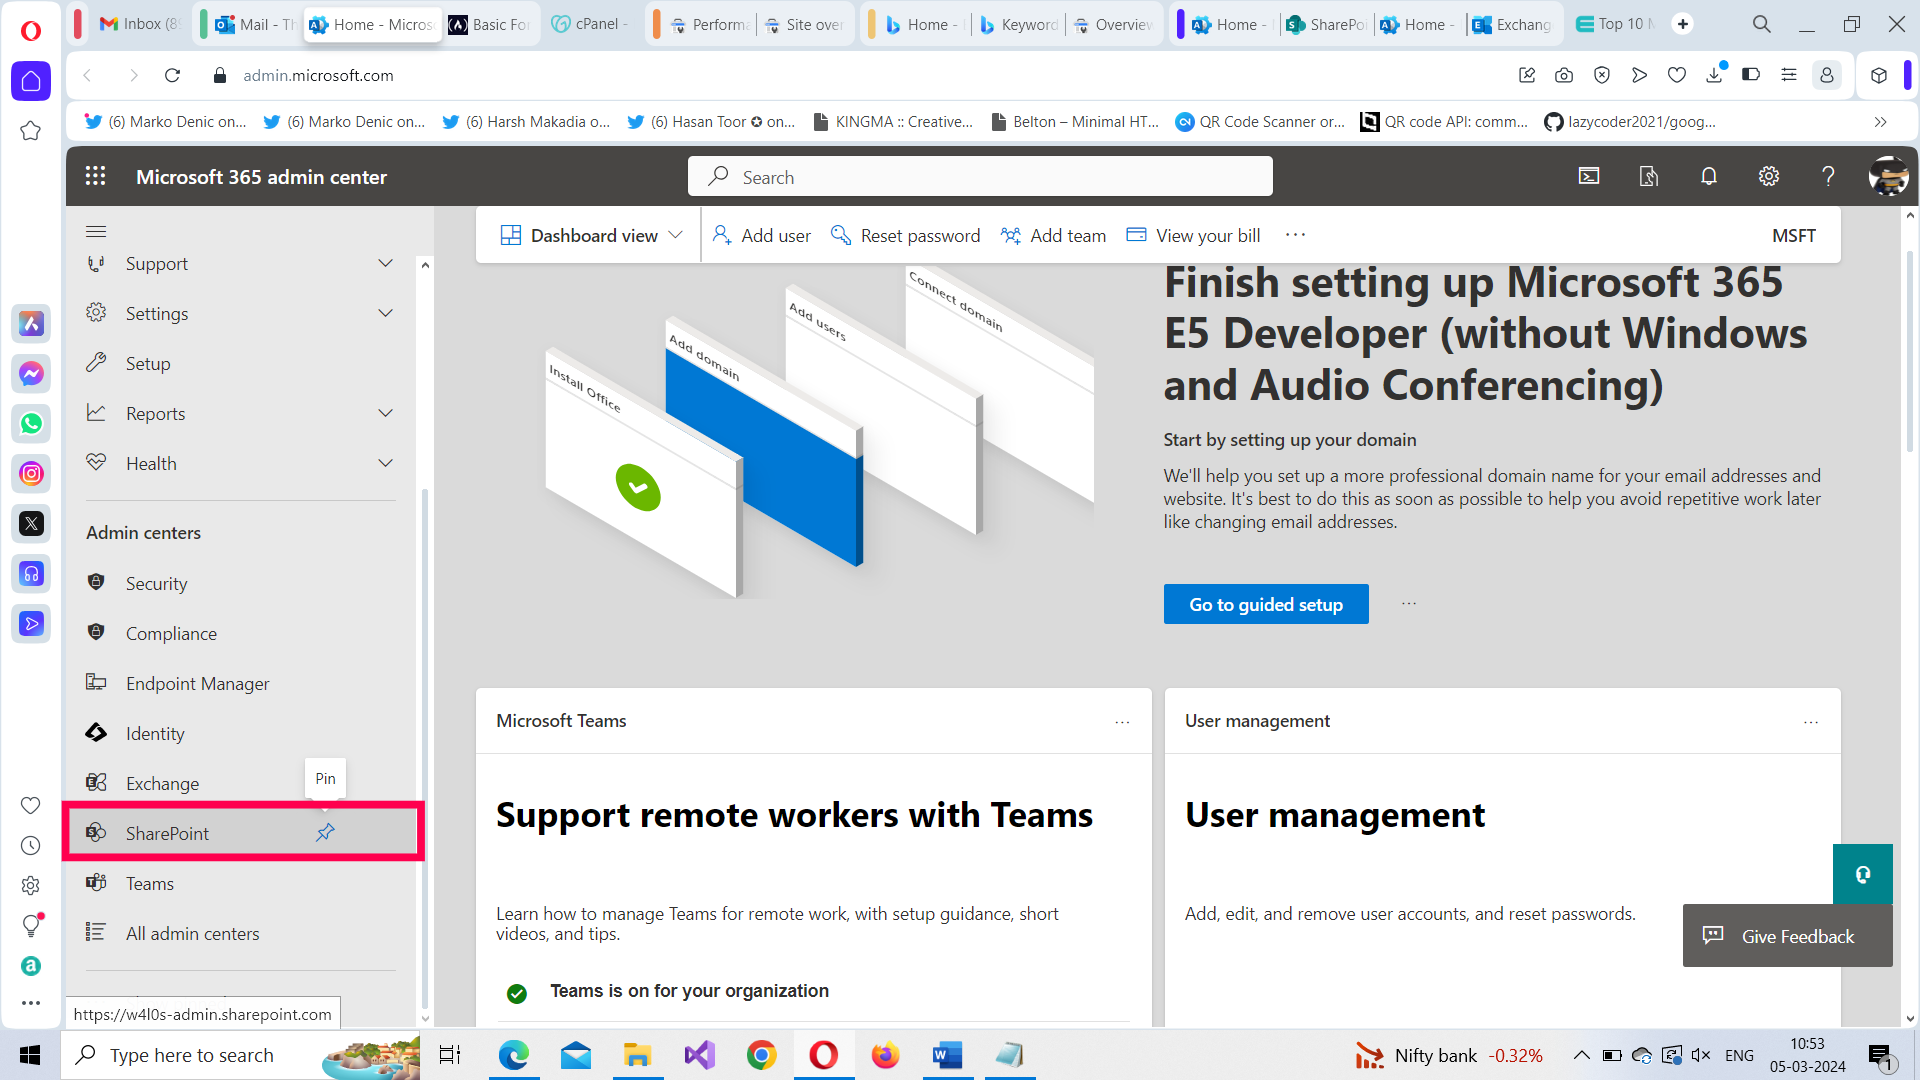 Inbox (89
Mail - Th
Home - Micros
Basic For
cPanel -
Performa
Site over
Home -
Keyword
Overview
Home -
SharePoi
Home -
Exchang
Top 10 M
admin.microsoft.com
(6) Marko Denic on...
(6) Marko Denic on...
(6) Harsh Makadia o...
(6) Hasan Toor ✪ on...
KINGMA :: Creative...
Belton – Minimal HT...
QR Code Scanner or...
QR code API: comm...
lazycoder2021/goog...
Microsoft 365 admin center
Search
Support
Settings
Setup
Reports
Health
Admin centers
Security
Compliance
Endpoint Manager
Identity
Exchange
Pin
SharePoint
Teams
All admin centers
https://w4l0s-admin.sharepoint.com
Dashboard view
Add user
Reset password
Add team
View your bill
MSFT
Install Office
Add domain
Add users
Connect domain
Finish setting up Microsoft 365
E5 Developer (without Windows
and Audio Conferencing)
Start by setting up your domain
We'll help you set up a more professional domain name for your email addresses and
website. It's best to do this as soon as possible to help you avoid repetitive work later
like changing email addresses.
Go to guided setup
Microsoft Teams
Support remote workers with Teams
Learn how to manage Teams for remote work, with setup guidance, short
videos, and tips.
Teams is on for your organization
User management
User management
Add, edit, and remove user accounts, and reset passwords.
Give Feedback
Type here to search
Nifty bank -0.32%
ENG
10:53
05-03-2024
1